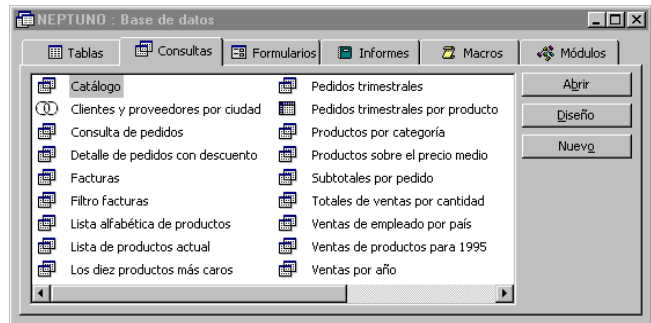 NEPTUNO : Base de datos
Tablas Consultas Formularios Informes Macros Módulos
Catálogo
Clientes y proveedores por ciudad
Consulta de pedidos
Detalle de pedidos con descuento
Facturas
Filtro facturas
Lista alfabética de productos
Lista de productos actual
Los diez productos más caros
Pedidos trimestrales
Pedidos trimestrales por producto
Productos por categoría
Productos sobre el precio medio
Subtotales por pedido
Totales de ventas por cantidad
Ventas de empleado por país
Ventas de productos para 1995
Ventas por año
Abrir
Diseño
Nuevo